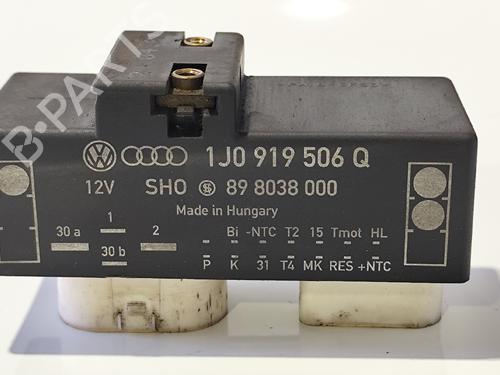 B-PARTS
1J0 919 506 Q
12V SHO 89 8038 000
Made in Hungary
30 a 1 2 Bi -NTC T2 15 Tmot HL
30 b P K 31 T4 MK RES +NTC